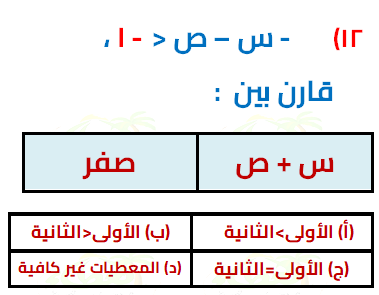 ١٢) - س – ص < - ١ ،
قارن بين :
س + ص صفر
(أ) الأولى>الثانية (ب) الأولى<الثانية
(ج) الأولى=الثانية (د) المعطيات غير كافية